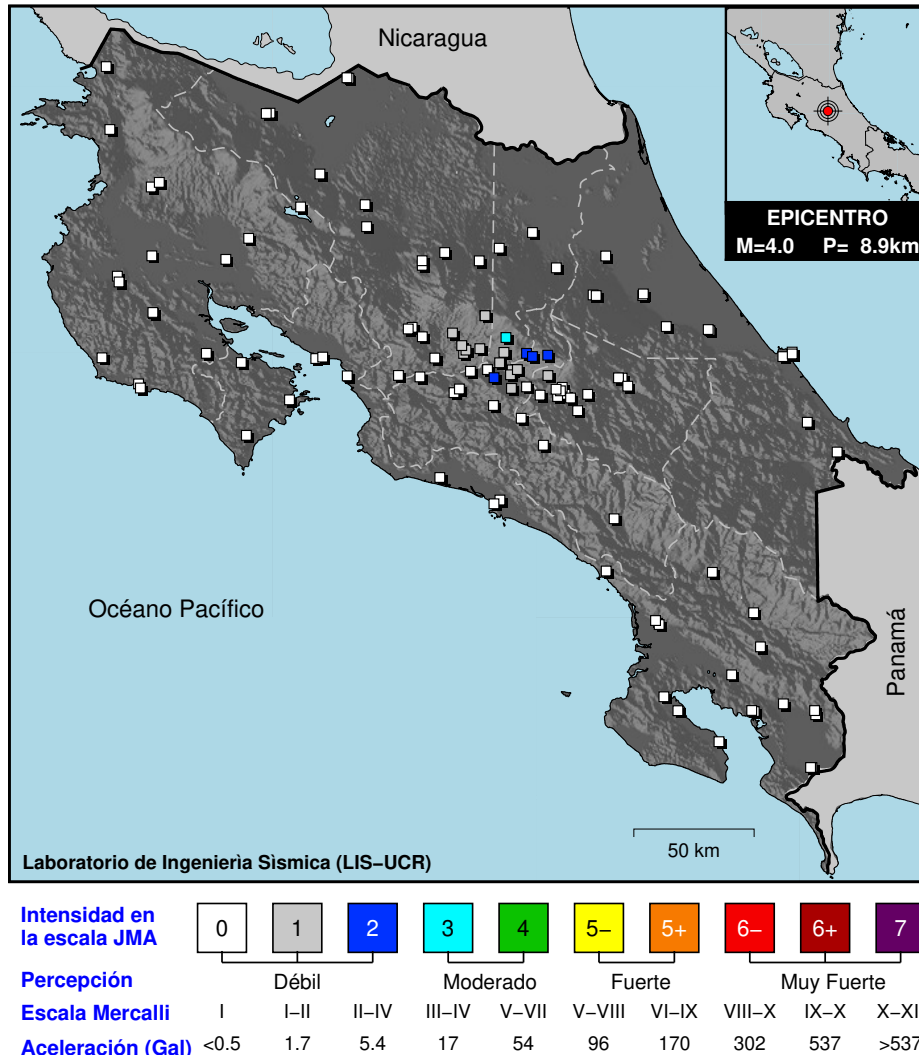 Nicaragua
EPICENTRO
M=4.0 P= 8.9km
Océano Pacífico
Panamá
50 km
Laboratorio de Ingenierìa Sìsmica (LIS–UCR)
Intensidad en
la escala JMA
0 1 2 3 4 5– 5+ 6– 6+ 7
Percepción Débil Moderado Fuerte Muy Fuerte
Escala Mercalli I I–II II–IV III–IV V–VII V–VIII VI–IX VIII–X IX–X X–XI
Aceleración (Gal) <0.5 1.7 5.4 17 54 96 170 302 537 >537